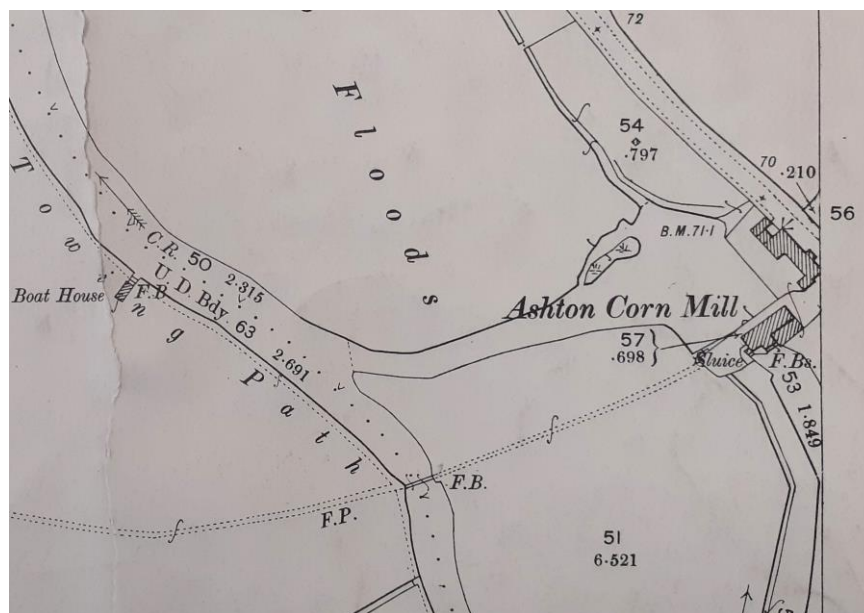 72
Floods
54
.797
70
.210
56
B.M.71.1
Towing Path
C.R.
50
2.315
U.D.Bdy.
63
2.691
Boat House
F.B.
Ashton Corn Mill
57
.698
Sluice
F.Bs.
53
1.849
F.B.
F.P.
51
6.521